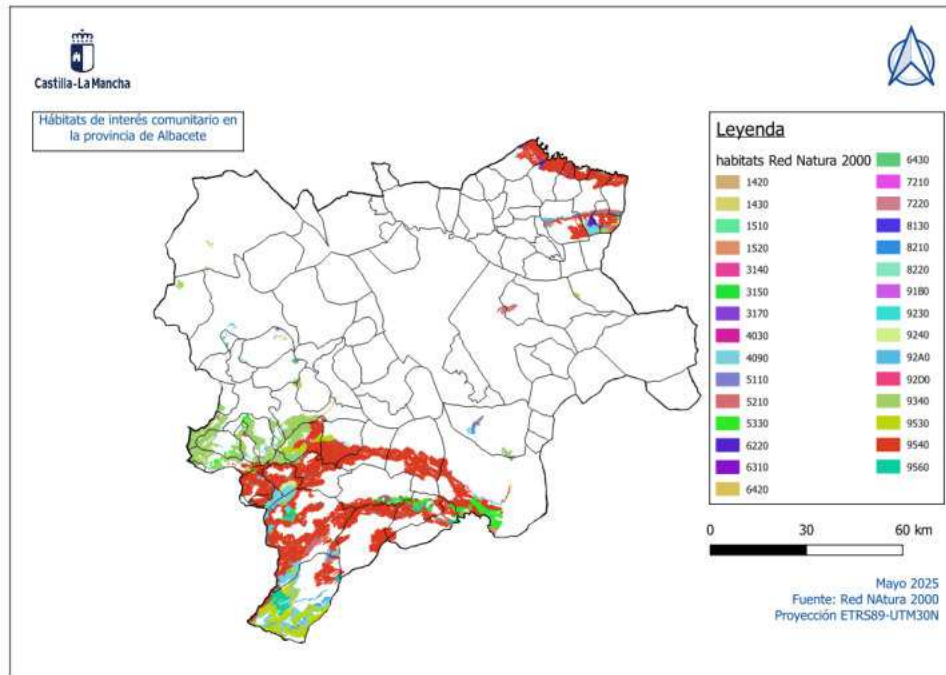 Castilla-La Mancha
Hábitats de interés comunitario en
la provincia de Albacete
Leyenda
habitats Red Natura 2000
1420
1430
1510
1520
3140
3150
3170
4030
4090
5110
5210
5330
6220
6310
6420
6430
7210
7220
8130
8210
8220
91B0
9230
9240
92A0
92D0
9340
9530
9540
9560
0 30 60 km
Mayo 2025
Fuente: Red NAtura 2000
Proyección ETRS89-UTM30N